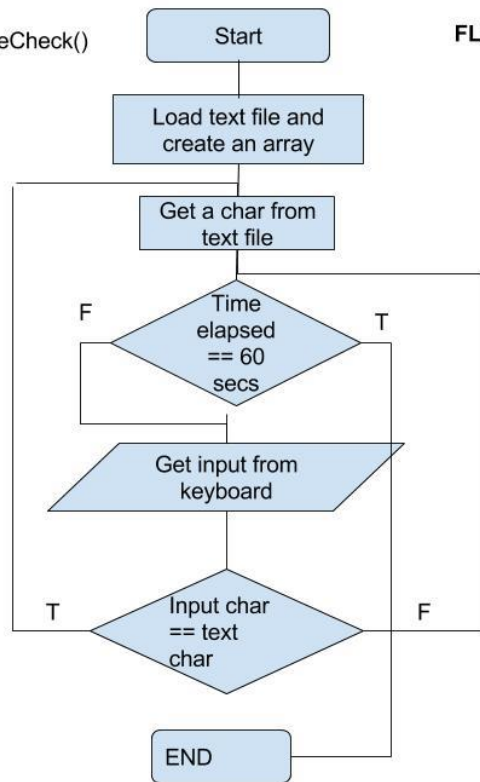 eCheck()
Start
FL
Load text file and
create an array
Get a char from
text file
F
Time
elapsed
== 60
secs
T
Get input from
keyboard
T
Input char
== text
char
F
END